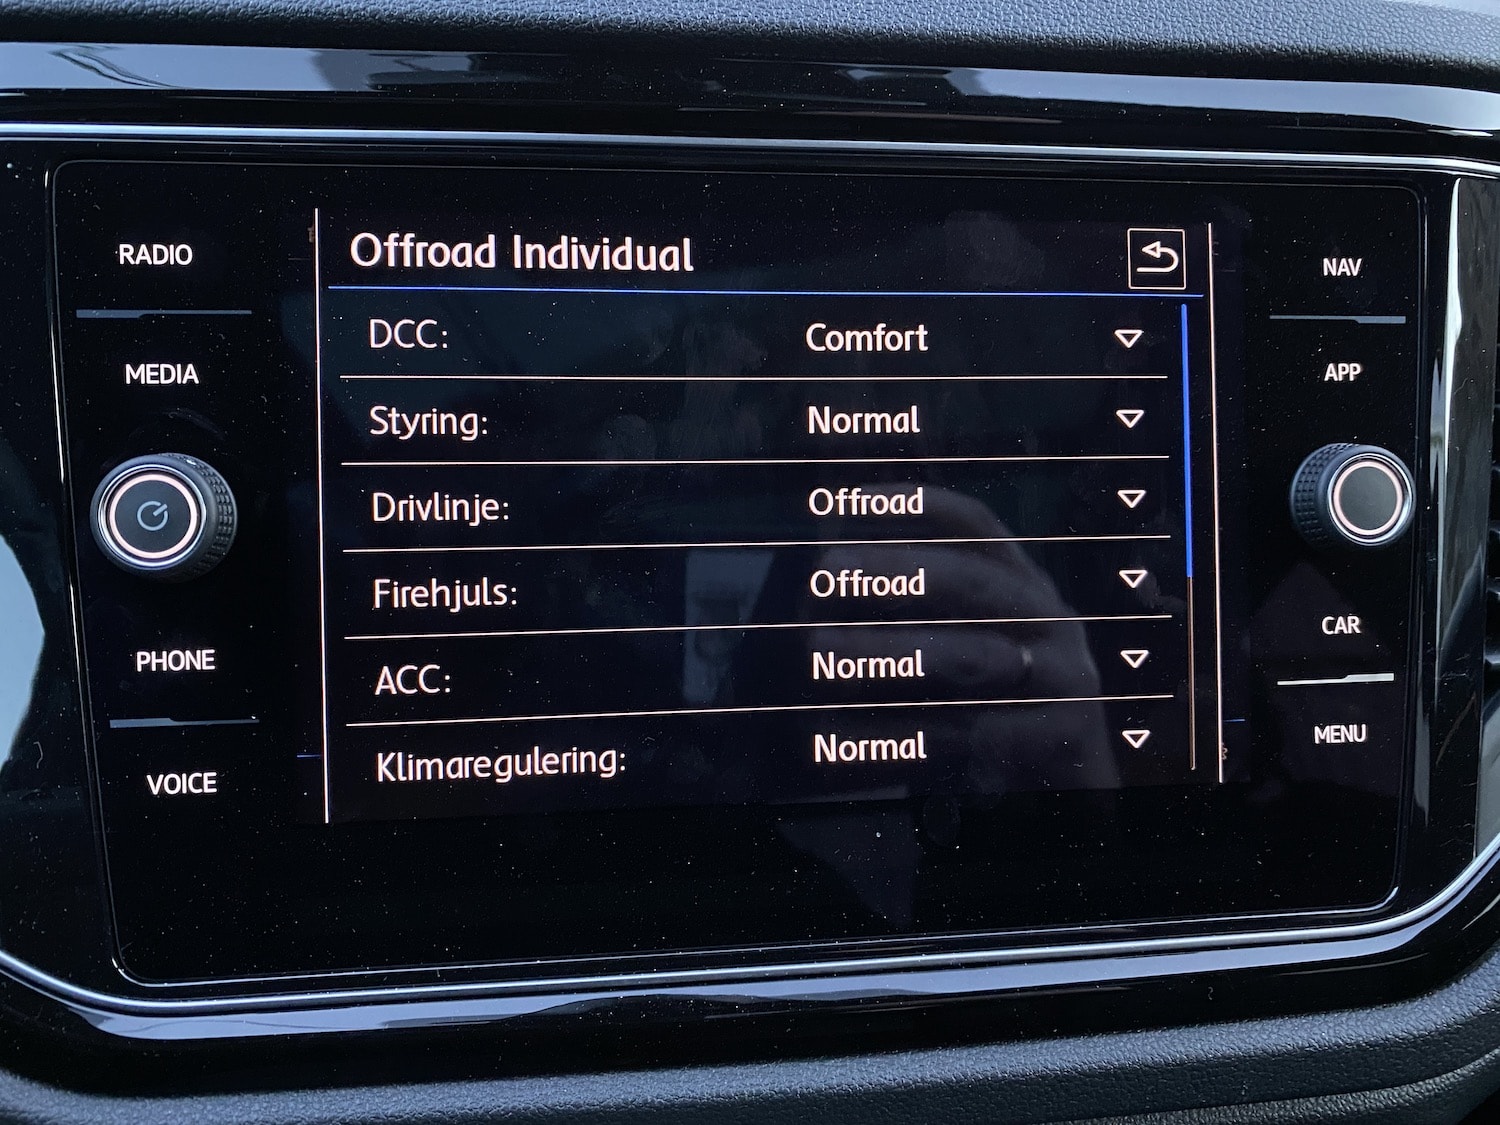 RADIO
MEDIA
PHONE
VOICE
Offroad Individual
DCC: Comfort
Styring: Normal
Drivlinje: Offroad
Firehjuls: Offroad
ACC: Normal
Klimaregulering: Normal
NAV
APP
CAR
MENU